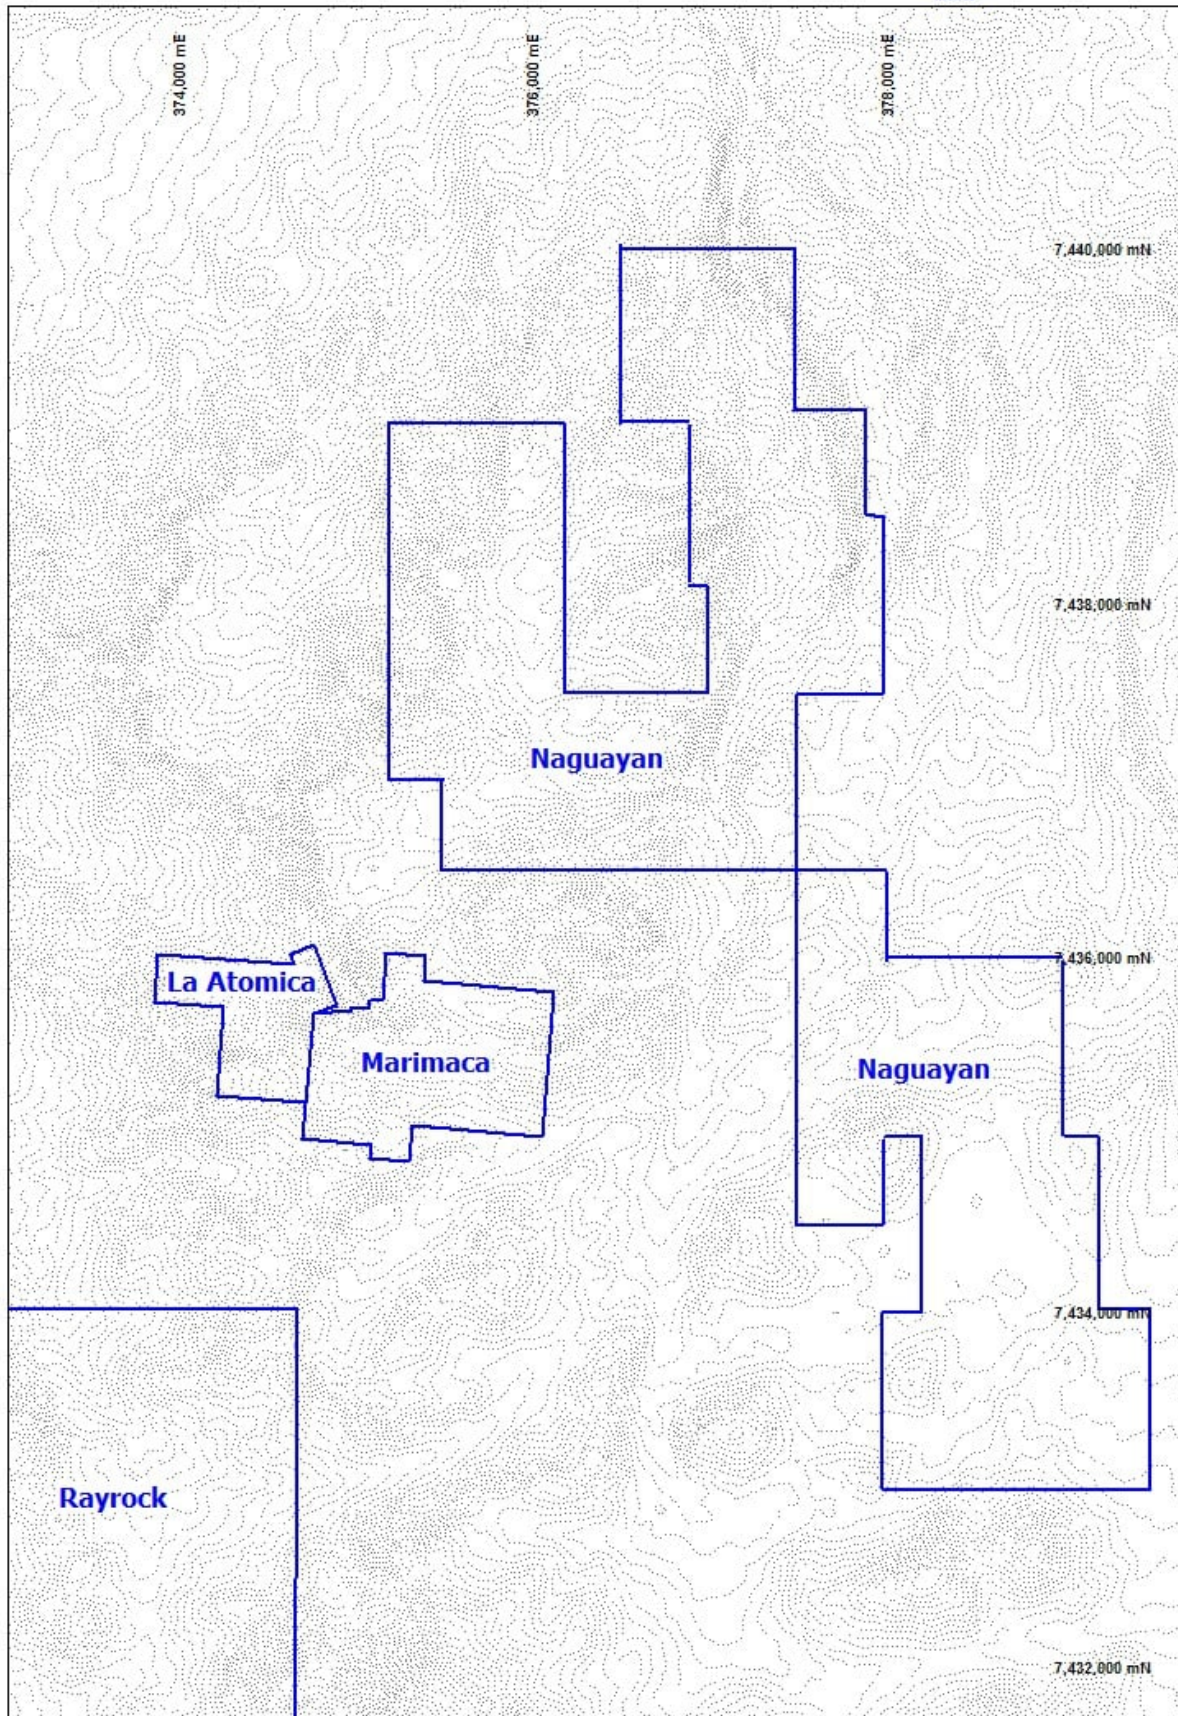 374,000 mE
376,000 mE
378,000 mE
7,440,000 mN
7,438,000 mN
Naguayan
7,436,000 mN
La Atomica
Marimaca
Naguayan
7,434,000 mN
Rayrock
7,432,000 mN